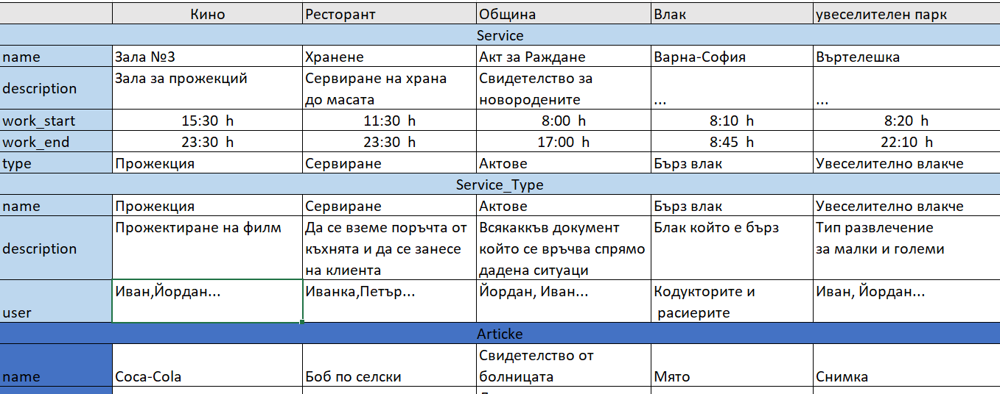 Кино Ресторант Община Влак увеселителен парк
Service
name Зала №3 Хранене Акт за Раждане Варна-София Въртелешка
description Зала за прожекций Сервиране на храна Свидетелство за ... ...
до масата новородените
work_start 15:30 h 11:30 h 8:00 h 8:10 h 8:20 h
work_end 23:30 h 23:30 h 17:00 h 8:45 h 22:10 h
type Прожекция Сервиране Актове Бърз влак Увеселително влакче
Service_Type
name Прожекция Сервиране Актове Бърз влак Увеселително влакче
description Прожектиране на филм Да се вземе поръчта от Всякаккъв документ Блак който е бърз Тип развлечение
къхнята и да се занесе който се връчва спрямо за малки и големи
на клиента дадена ситуаци
user Иван,Йордан... Иванка,Петър... Йордан, Иван... Кодукторите и Иван, Йордан...
расиерите
Articke
name Coca-Cola Боб по селски Свидетелство от Мято Снимка
болницата